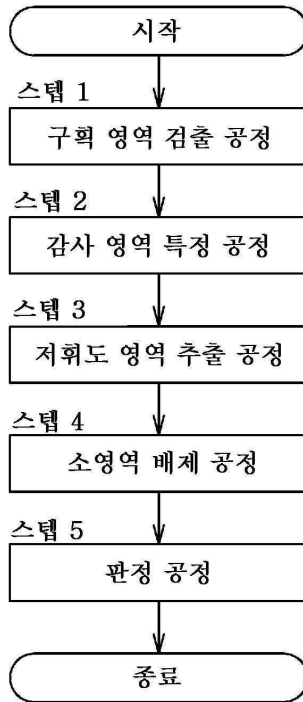 시작
스텝 1
구획 영역 검출 공정
스텝 2
감사 영역 특정 공정
스텝 3
저휘도 영역 추출 공정
스텝 4
소영역 배제 공정
스텝 5
판정 공정
종료